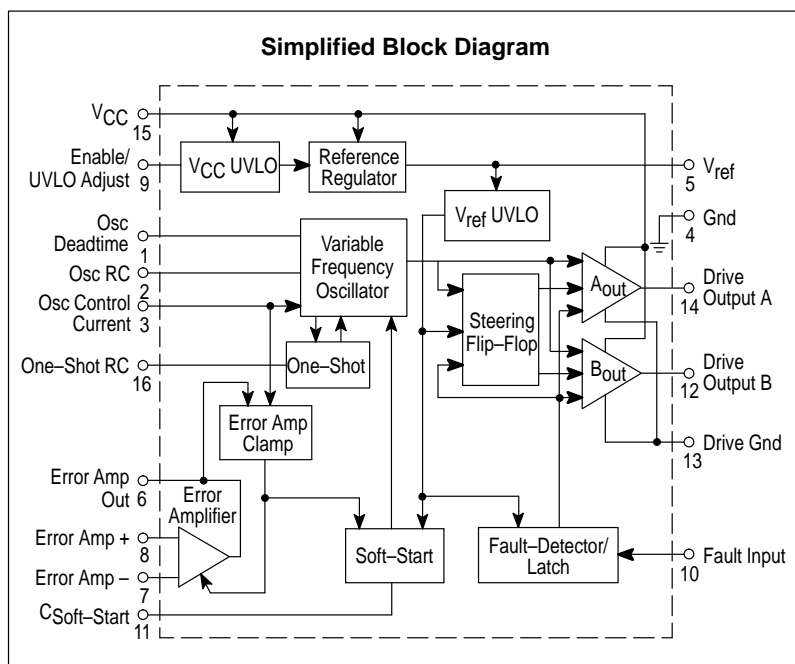 Simplified Block Diagram
VCC
15
Enable/
UVLO Adjust
9
VCC UVLO
Reference
Regulator
Vref
5
Vref UVLO
Gnd
4
Osc
Deadtime
1
Osc RC
2
Osc Control
Current
3
Variable
Frequency
Oscillator
Aout
Drive
Output A
14
Steering
Flip–Flop
One–Shot RC
16
One–Shot
Bout
Drive
Output B
12
Error Amp
Clamp
Drive Gnd
13
Error Amp
Out
6
Error
Amplifier
Error Amp +
8
Error Amp –
7
Soft–Start
Fault–Detector/
Latch
Fault Input
10
CSoft–Start
11